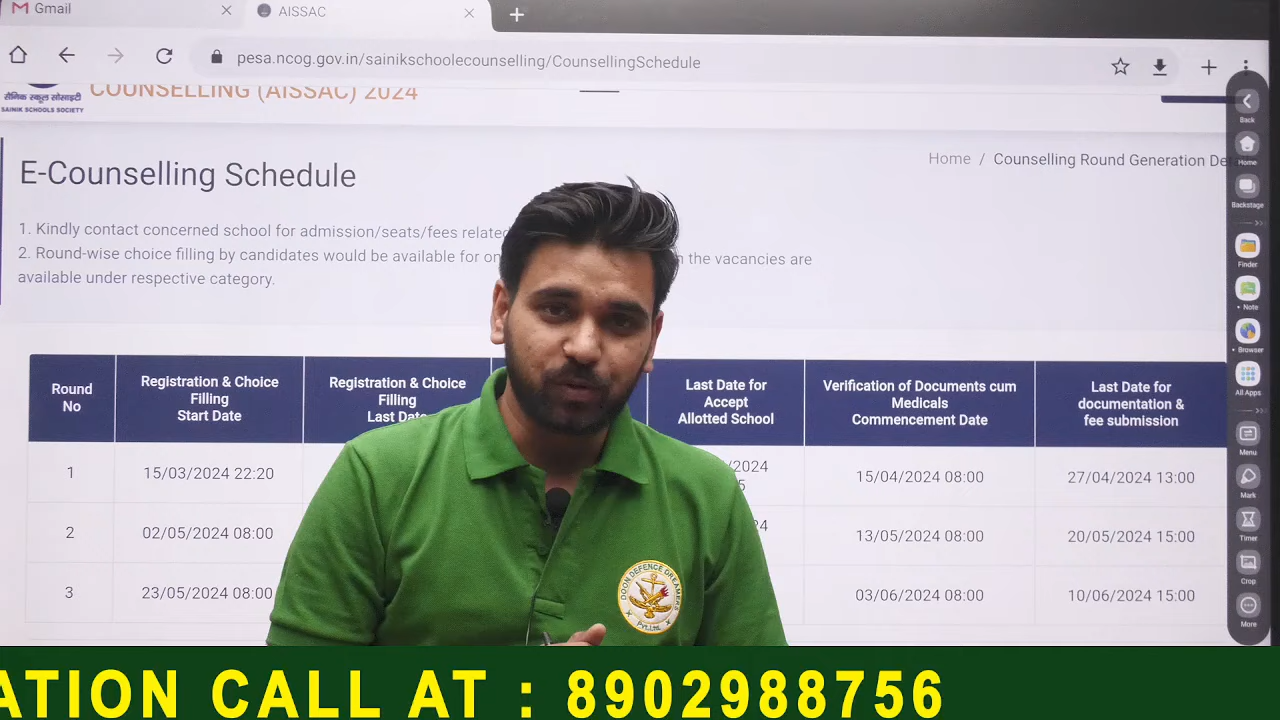 Gmail
AISSAC
pesa.ncog.gov.in/sainikschoolecounselling/CounsellingSchedule
सैनिक स्कूल सोसाइटी
SAINIK SCHOOLS SOCIETY
COUNSELLING (AISSAC) 2024
E-Counselling Schedule
Home / Counselling Round Generation De
1. Kindly contact concerned school for admission/seats/fees related
2. Round-wise choice filling by candidates would be available for on the vacancies are
available under respective category.
Round No
Registration & Choice Filling Start Date
Registration & Choice Filling Last Date
Last Date for Accept Allotted School
Verification of Documents cum Medicals Commencement Date
Last Date for documentation & fee submission
1 15/03/2024 22:20 /2024 5 15/04/2024 08:00 27/04/2024 13:00
2 02/05/2024 08:00 24 13/05/2024 08:00 20/05/2024 15:00
3 23/05/2024 08:00 03/06/2024 08:00 10/06/2024 15:00
Back
Home
Backstage
Finder
Note
Browser
All Apps
Menu
Mark
Timer
Crop
More
DOON DEFENCE DREAMERS
Pvt.Ltd.
ATION CALL AT : 8902988756